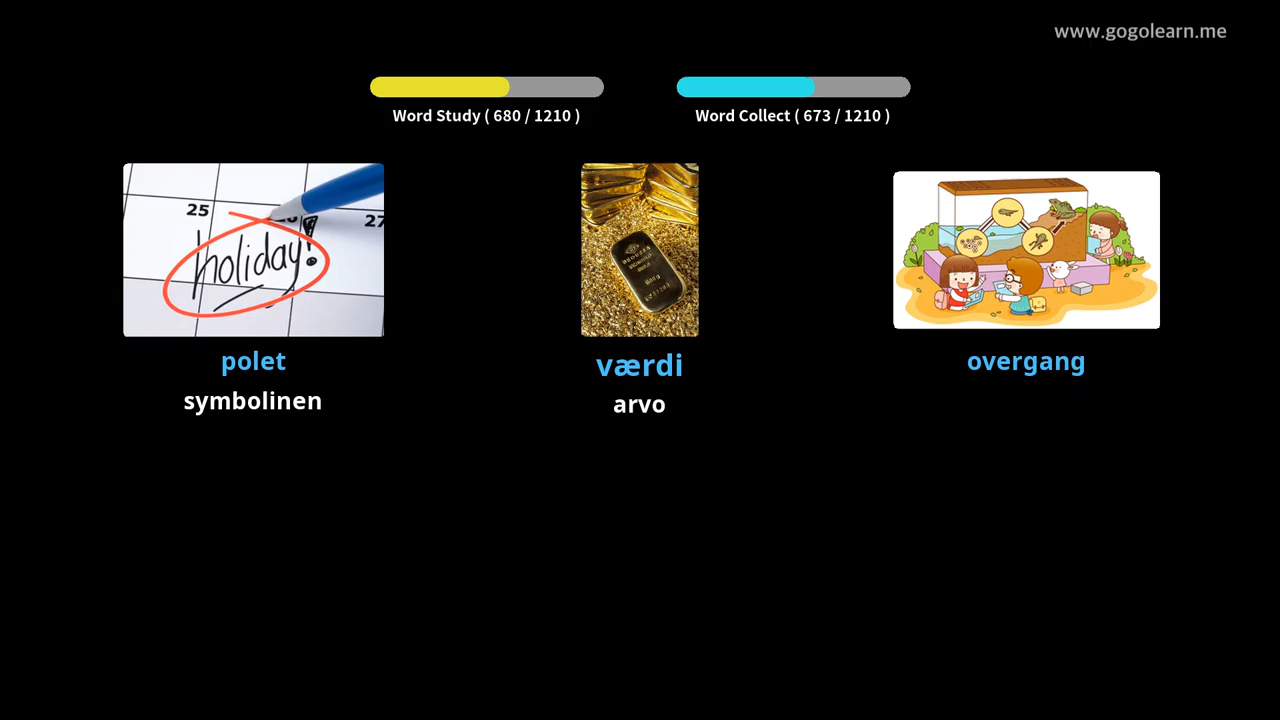 www.gogolearn.me
Word Study ( 680 / 1210 )
Word Collect ( 673 / 1210 )
25
27
holiday!
polet
værdi
overgang
symbolinen
arvo